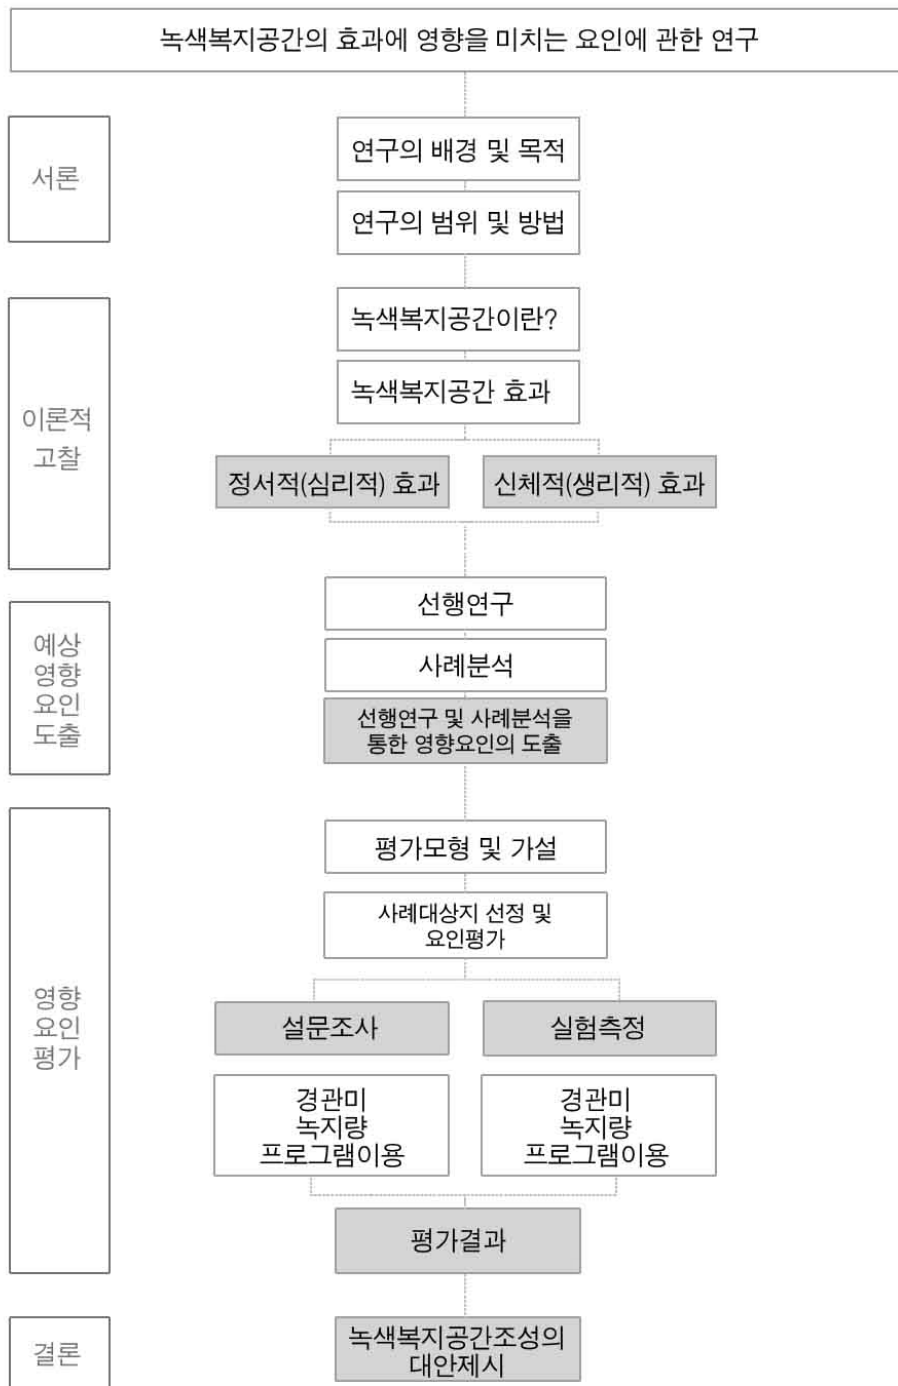 녹색복지공간의 효과에 영향을 미치는 요인에 관한 연구
서론
연구의 배경 및 목적
연구의 범위 및 방법
이론적
고찰
녹색복지공간이란?
녹색복지공간 효과
정서적(심리적) 효과
신체적(생리적) 효과
예상
영향
요인
도출
선행연구
사례분석
선행연구 및 사례분석을
통한 영향요인의 도출
영향
요인
평가
평가모형 및 가설
사례대상지 선정 및
요인평가
설문조사
실험측정
경관미
녹지량
프로그램이용
경관미
녹지량
프로그램이용
평가결과
결론
녹색복지공간조성의
대안제시